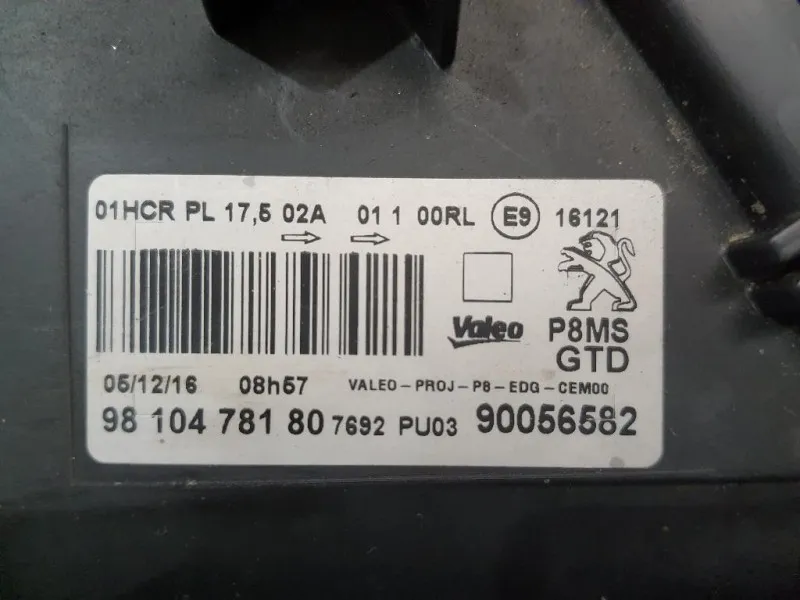 01HCR PL 17,5 02A 01 1 00RL E9 16121
Valeo P8MS
GTD
05/12/16 08h57 VALEO-PROJ-P8-EDG-CEM00
98 104 781 80 7692 PU03 90056582